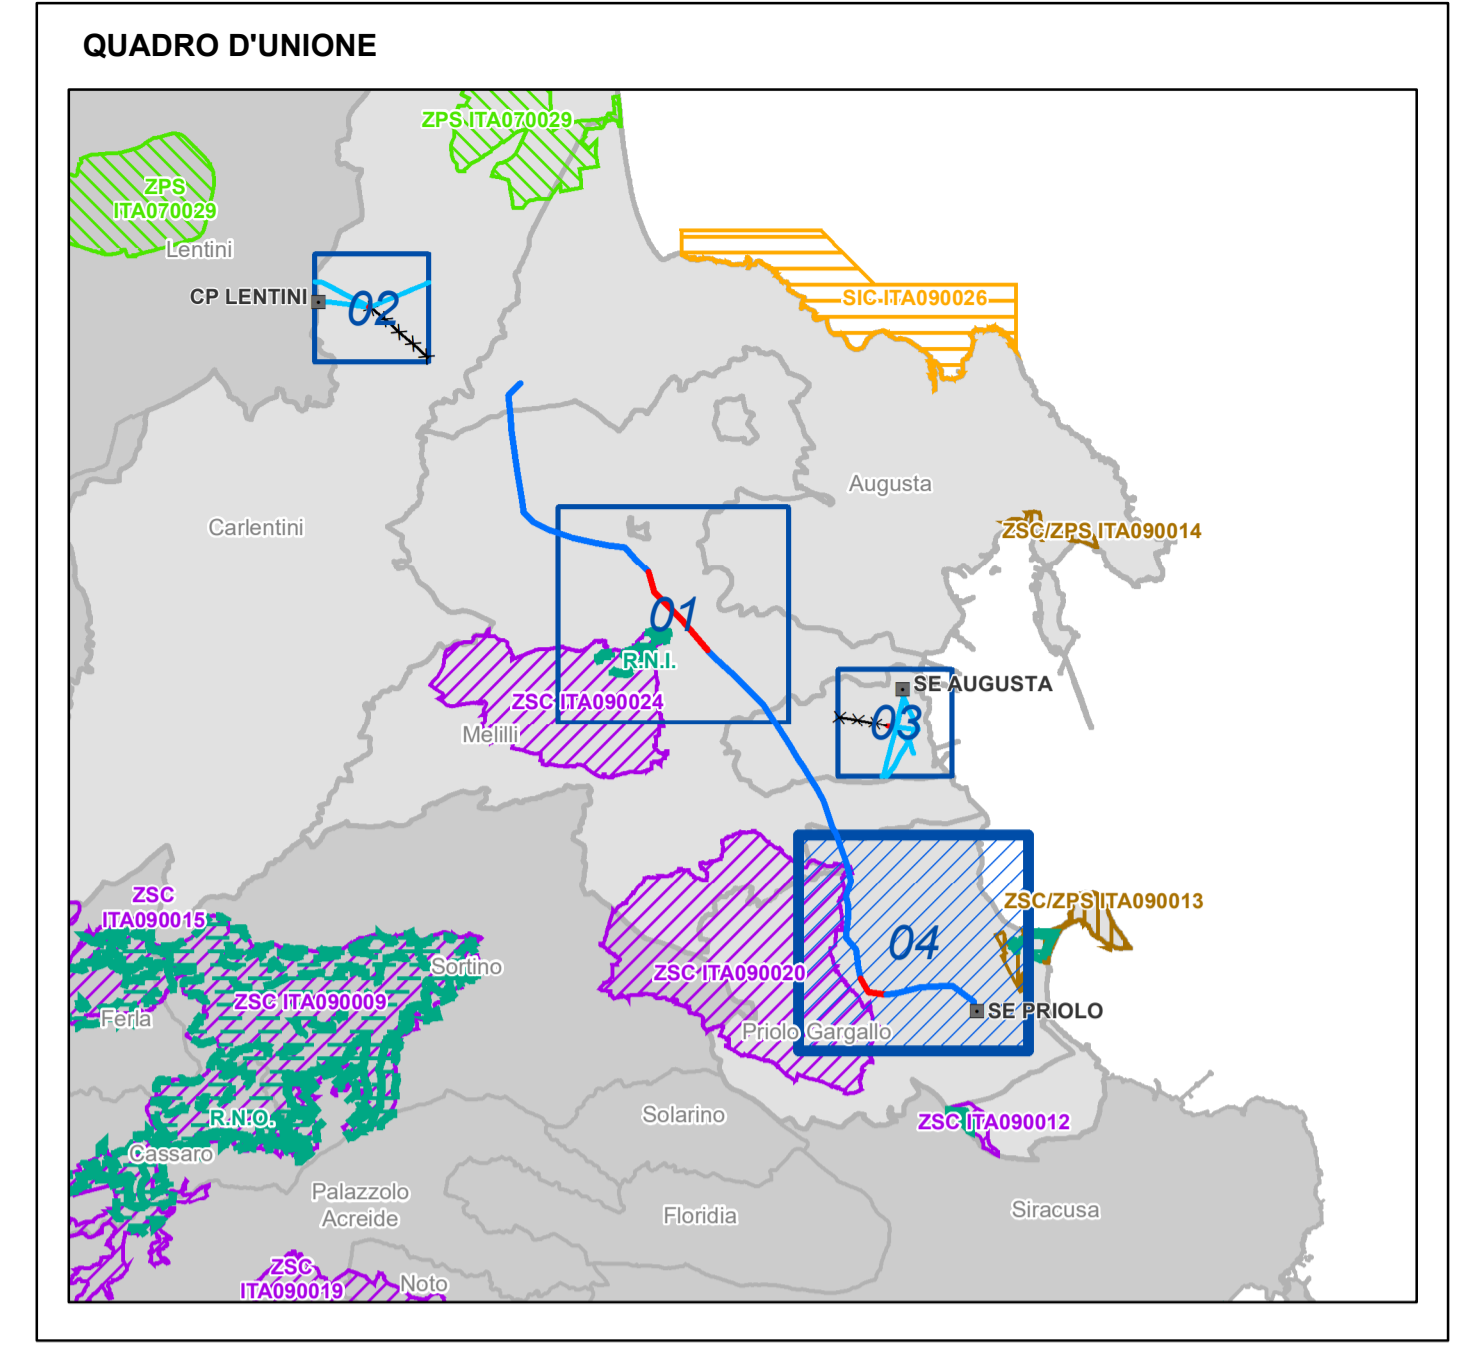 QUADRO D'UNIONE
ZPS ITA070029
ZPS
ITA070029
Lentini
CP LENTINI
02
SIC ITA090026
Augusta
Carlentini
ZSC/ZPS ITA090014
01
R.N.I.
SE AUGUSTA
ZSC ITA090024
03
Melilli
ZSC
ITA090015
ZSC/ZPS ITA090013
04
Sortino
ZSC ITA090020
ZSC ITA090009
SE PRIOLO
Ferla
Priolo Gargallo
R.N.O.
Solarino
ZSC ITA090012
Cassaro
Palazzolo
Acreide
Floridia
Siracusa
ZSC
ITA090019
Noto